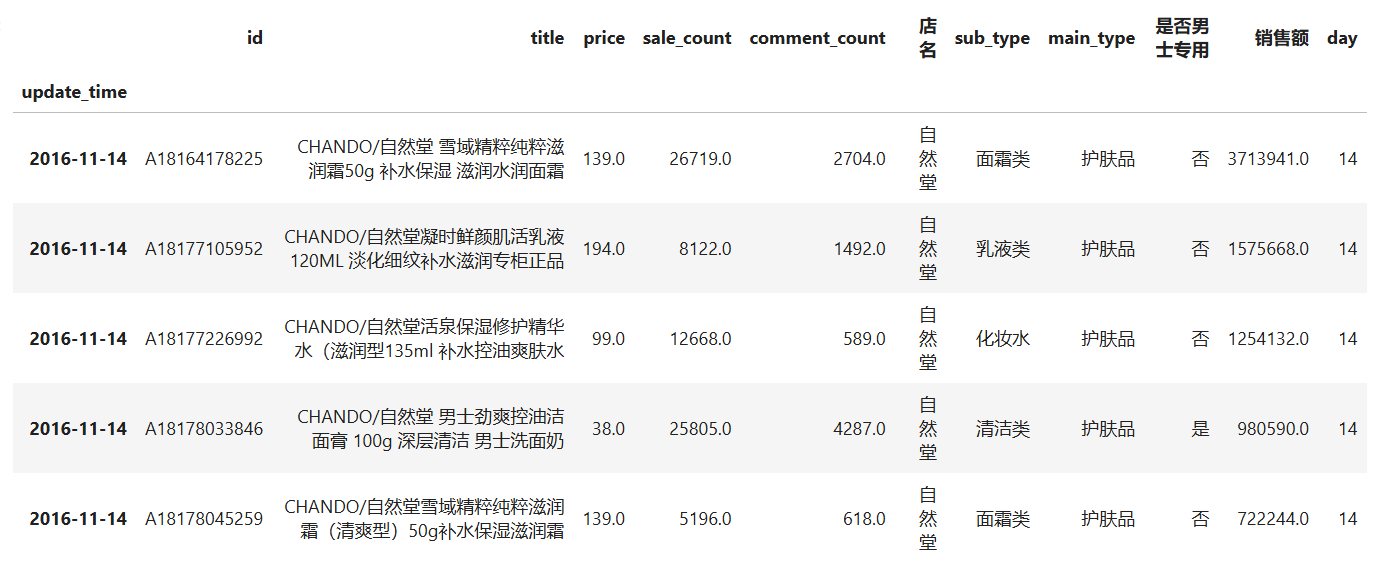 id title price sale_count comment_count 店名 sub_type main_type 是否男士专用 销售额 day
update_time
2016-11-14 A18164178225 CHANDO/自然堂 雪域精粹纯粹滋润霜50g 补水保湿 滋润水润面霜 139.0 26719.0 2704.0 自然堂 面霜类 护肤品 否 3713941.0 14
2016-11-14 A18177105952 CHANDO/自然堂凝时鲜颜肌活乳液120ML 淡化细纹补水滋润专柜正品 194.0 8122.0 1492.0 自然堂 乳液类 护肤品 否 1575668.0 14
2016-11-14 A18177226992 CHANDO/自然堂活泉保湿修护精华水（滋润型135ml 补水控油爽肤水 99.0 12668.0 589.0 自然堂 化妆水 护肤品 否 1254132.0 14
2016-11-14 A18178033846 CHANDO/自然堂 男士劲爽控油洁面膏 100g 深层清洁 男士洗面奶 38.0 25805.0 4287.0 自然堂 清洁类 护肤品 是 980590.0 14
2016-11-14 A18178045259 CHANDO/自然堂雪域精粹纯粹滋润霜（清爽型）50g补水保湿滋润霜 139.0 5196.0 618.0 自然堂 面霜类 护肤品 否 722244.0 14